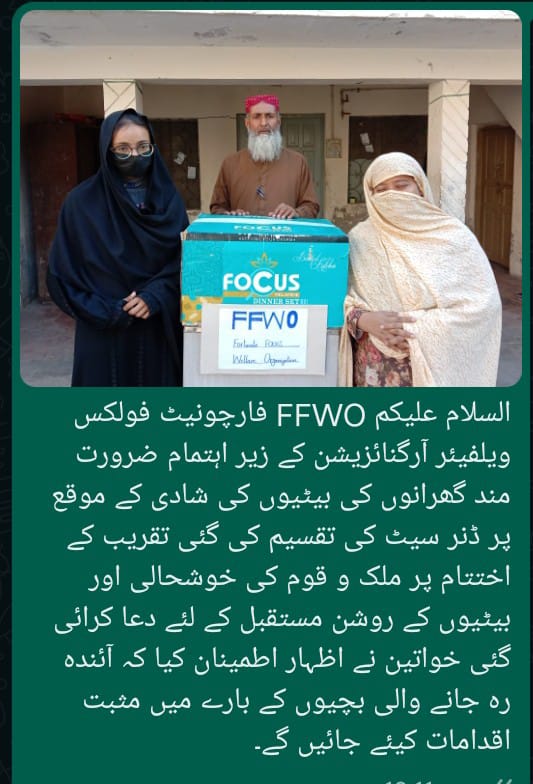 FOCUS
FOCUS
MELAMINE
DINNER SET
FFWO
Welfare Organization
السلام علیکم FFWO فارچونیٹ فولکس
ویلفیئر آرگنائزیشن کے زیر اہتمام ضرورت
مند گھرانوں کی بیٹیوں کی شادی کے موقع
پر ڈنر سیٹ کی تقسیم کی گئی تقریب کے
اختتام پر ملک و قوم کی خوشحالی اور
بیٹیوں کے روشن مستقبل کے لئے دعا کرائی
گئی خواتین نے اظہار اطمینان کیا کہ آئندہ
رہ جانے والی بچیوں کے بارے میں مثبت
اقدامات کیئے جائیں گے۔